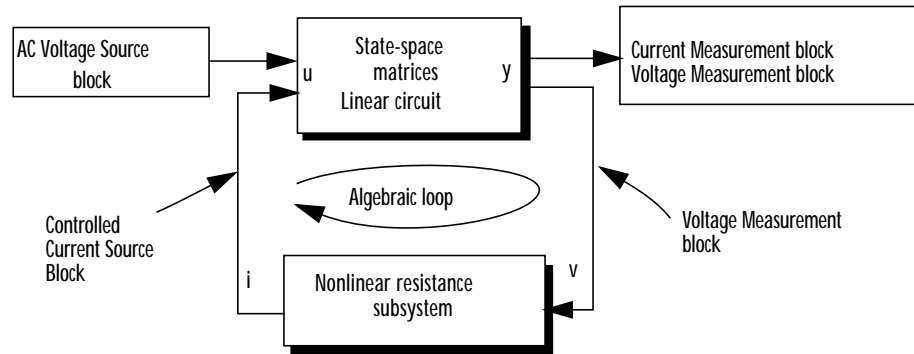 AC Voltage Source
block
u
State-space
matrices
Linear circuit
y
Current Measurement block
Voltage Measurement block
Algebraic loop
Controlled
Current Source
Block
Voltage Measurement
block
i
Nonlinear resistance
subsystem
v